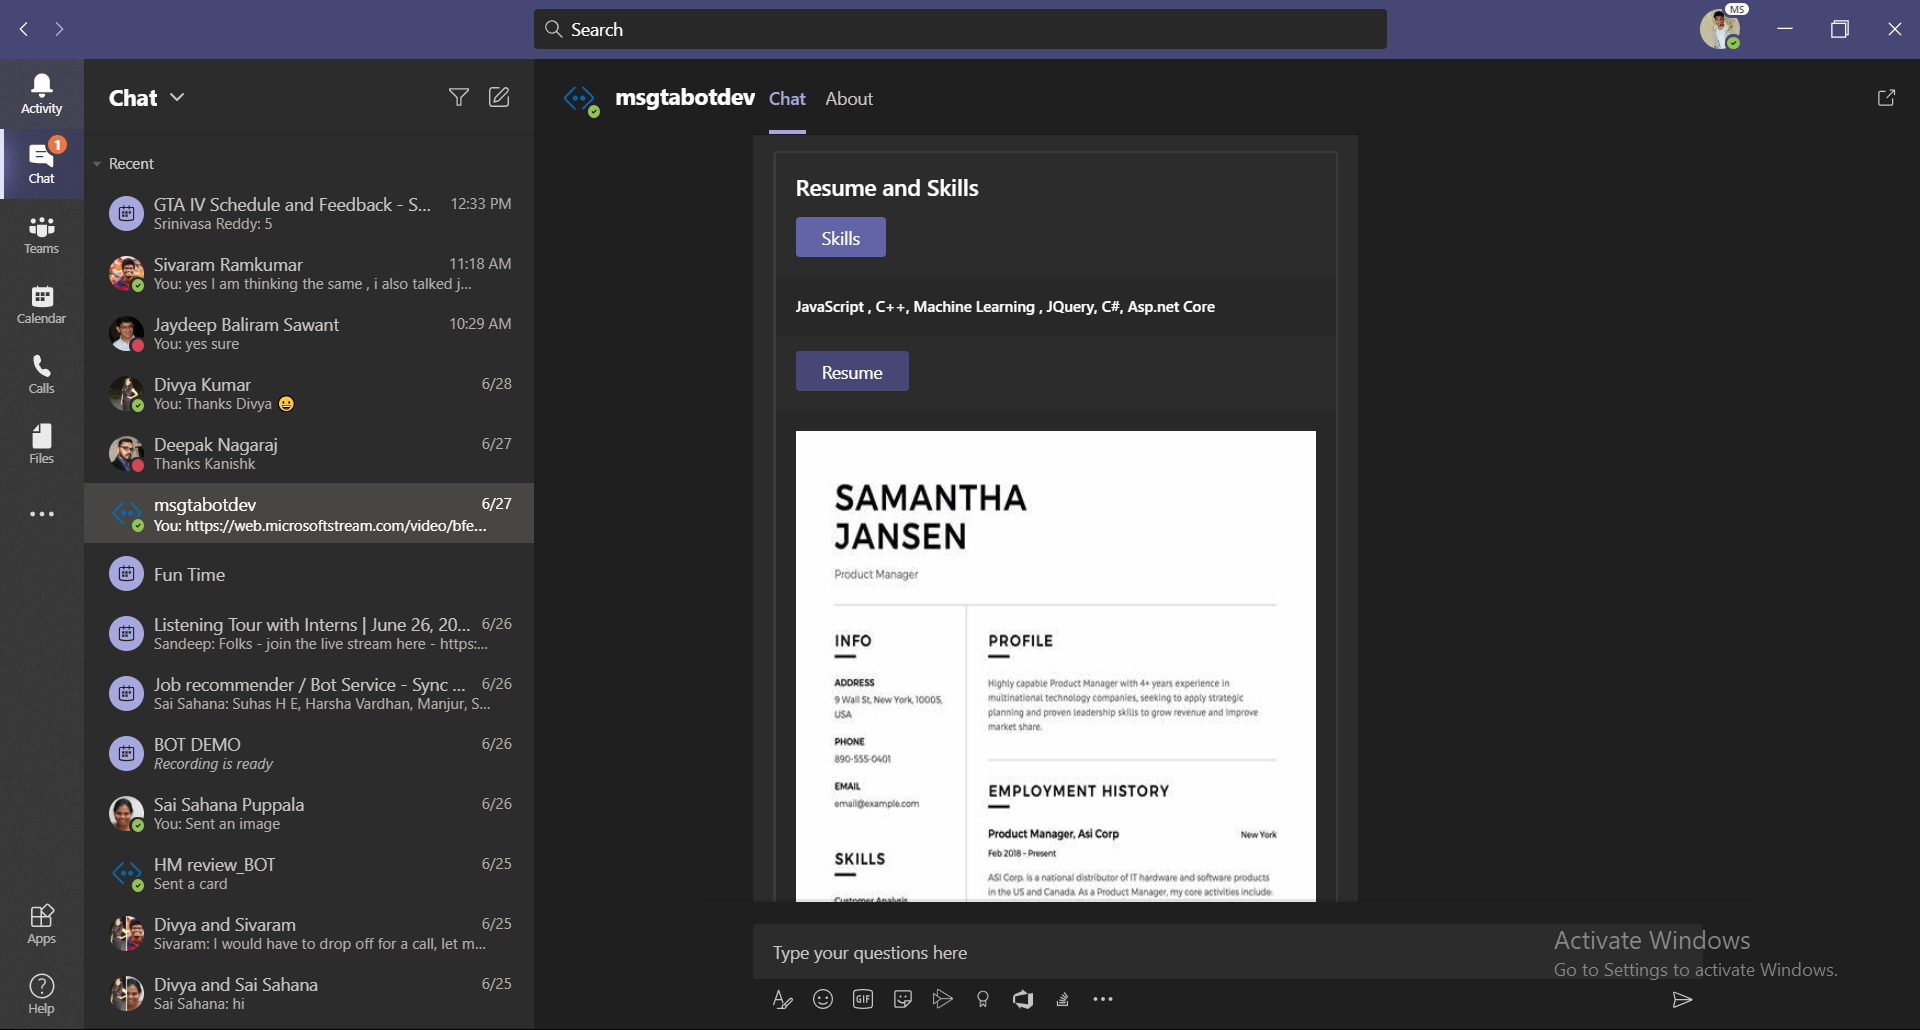 Search
MS
Activity
Chat
1
Chat
Teams
Calendar
Calls
Files
Apps
Help
Recent
GTA IV Schedule and Feedback - S...
12:33 PM
Srinivasa Reddy: 5
Sivaram Ramkumar
11:18 AM
You: yes I am thinking the same , i also talked j...
Jaydeep Baliram Sawant
10:29 AM
You: yes sure
Divya Kumar
6/28
You: Thanks Divya 😀
Deepak Nagaraj
6/27
Thanks Kanishk
msgtabotdev
6/27
You: https://web.microsoftstream.com/video/bfe...
Fun Time
Listening Tour with Interns | June 26, 20...
6/26
Sandeep: Folks - join the live stream here - https:...
Job recommender / Bot Service - Sync ...
6/26
Sai Sahana: Suhas H E, Harsha Vardhan, Manjur, S...
BOT DEMO
6/26
Recording is ready
Sai Sahana Puppala
6/26
You: Sent an image
HM review_BOT
6/25
Sent a card
Divya and Sivaram
6/25
Sivaram: I would have to drop off for a call, let m...
Divya and Sai Sahana
6/25
Sai Sahana: hi
msgtabotdev
Chat
About
Resume and Skills
Skills
JavaScript , C++, Machine Learning , JQuery, C#, Asp.net Core
Resume
SAMANTHA
JANSEN
Product Manager
INFO
ADDRESS
9 Wall St, New York, 10005,
USA
PHONE
890-555-0401
EMAIL
email@example.com
SKILLS
Customer Analysis
PROFILE
Highly capable Product Manager with 4+ years experience in
multinational technology companies, seeking to apply strategic
planning and proven leadership skills to grow revenue and improve
market share.
EMPLOYMENT HISTORY
Product Manager, Asi Corp
New York
Feb 2018 - Present
ASI Corp. is a national distributor of IT hardware and software products
in the US and Canada. As a Product Manager, my core activities include:
Type your questions here
GIF
Activate Windows
Go to Settings to activate Windows.